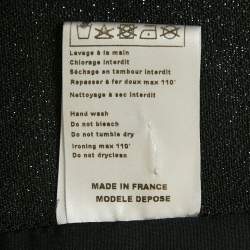 Lavage à la main
Chlorage interdit
Séchage en tambour interdit
Repasser à fer doux max 110°
Nettoyage à sec interdit
Hand wash
Do not bleach
Do not tumble dry
Ironing max 110°
Do not dryclean
MADE IN FRANCE
MODELE DEPOSE